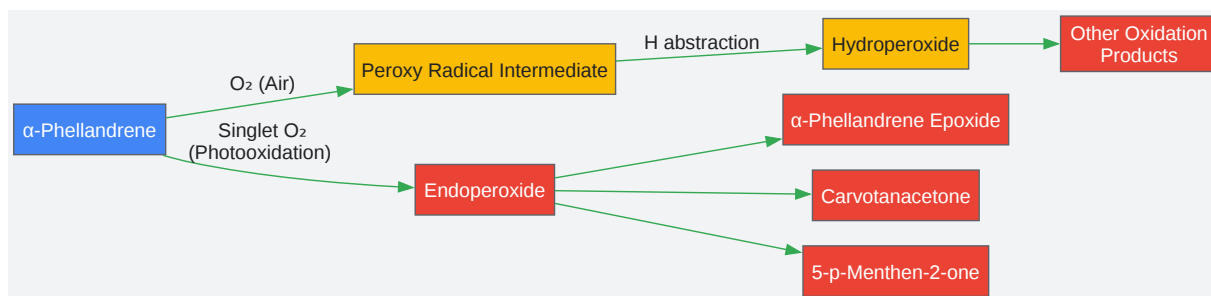 α-Phellandrene
O₂ (Air)
Singlet O₂
(Photooxidation)
Peroxy Radical Intermediate
H abstraction
Hydroperoxide
Other Oxidation
Products
Endoperoxide
α-Phellandrene Epoxide
Carvotanacetone
5-p-Menthen-2-one